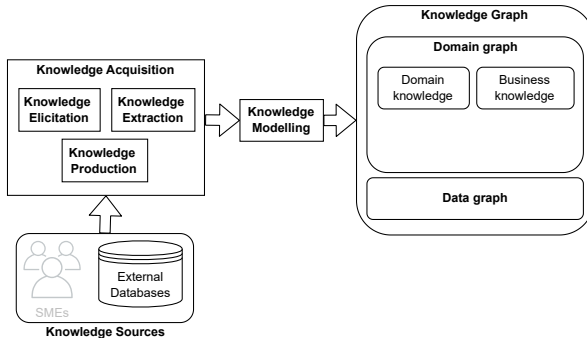 Knowledge Graph
Domain graph
Domain
knowledge
Business
knowledge
Data graph
Knowledge Acquisition
Knowledge
Elicitation
Knowledge
Extraction
Knowledge
Production
Knowledge
Modelling
External
Databases
SMEs
Knowledge Sources